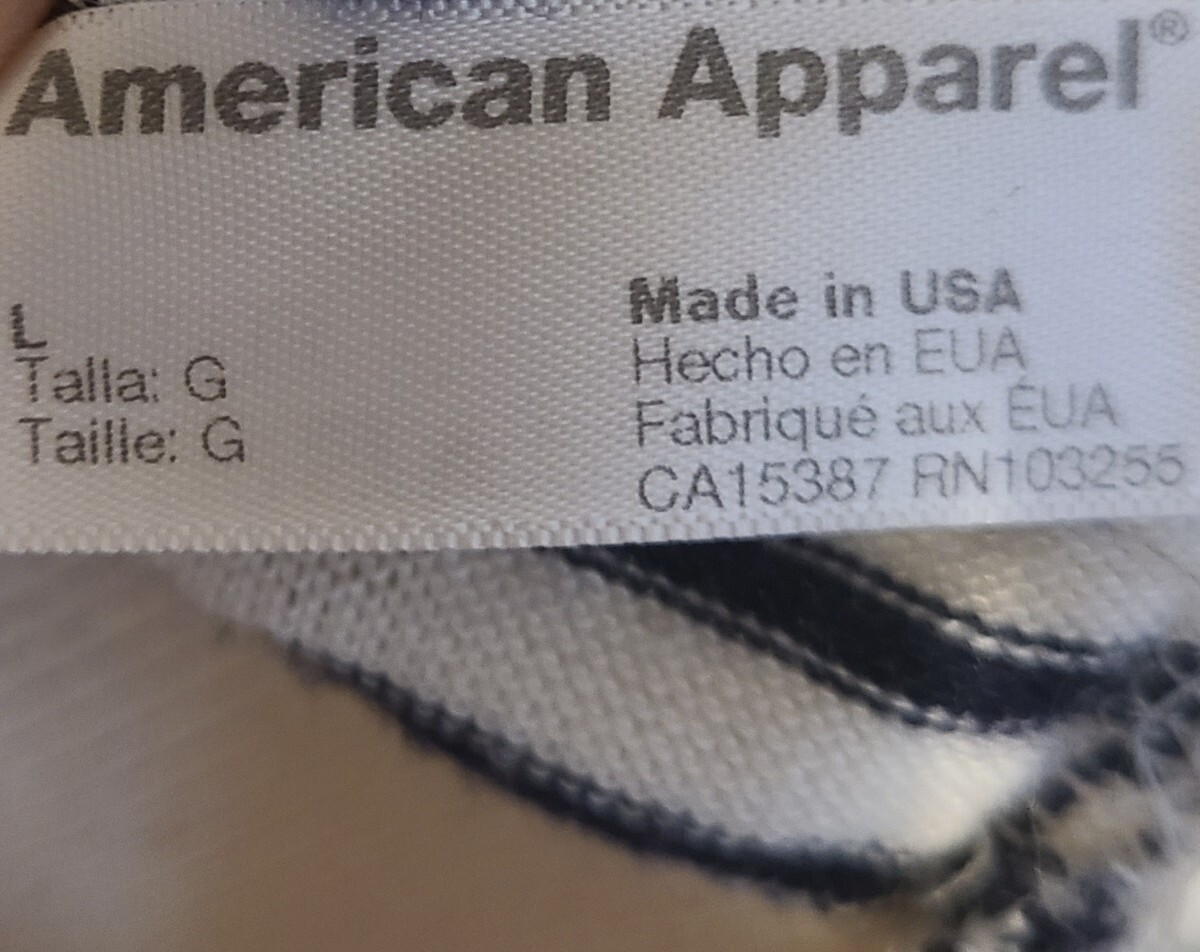 American Apparel®
L
Talla: G
Taille: G
Made in USA
Hecho en EUA
Fabriqué aux ÉUA
CA15387 RN103255